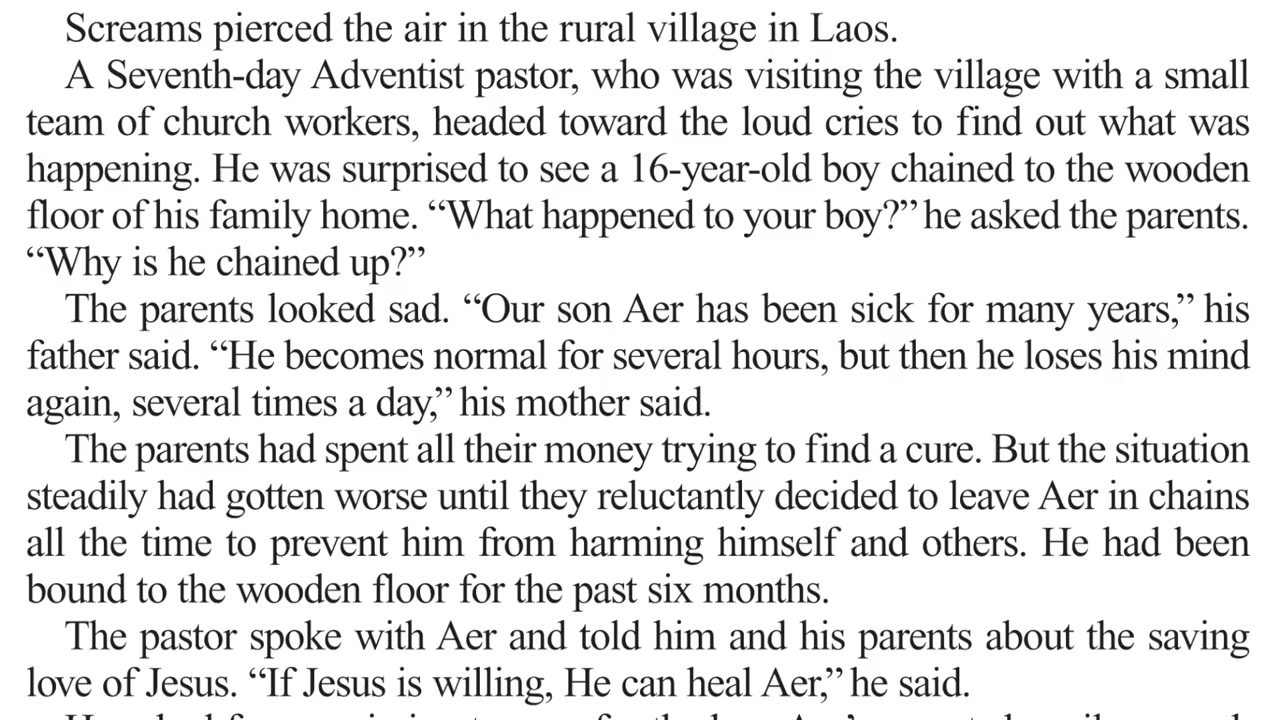 Screams pierced the air in the rural village in Laos.
A Seventh-day Adventist pastor, who was visiting the village with a small
team of church workers, headed toward the loud cries to find out what was
happening. He was surprised to see a 16-year-old boy chained to the wooden
floor of his family home. “What happened to your boy?” he asked the parents.
“Why is he chained up?”
The parents looked sad. “Our son Aer has been sick for many years,” his
father said. “He becomes normal for several hours, but then he loses his mind
again, several times a day,” his mother said.
The parents had spent all their money trying to find a cure. But the situation
steadily had gotten worse until they reluctantly decided to leave Aer in chains
all the time to prevent him from harming himself and others. He had been
bound to the wooden floor for the past six months.
The pastor spoke with Aer and told him and his parents about the saving
love of Jesus. “If Jesus is willing, He can heal Aer,” he said.